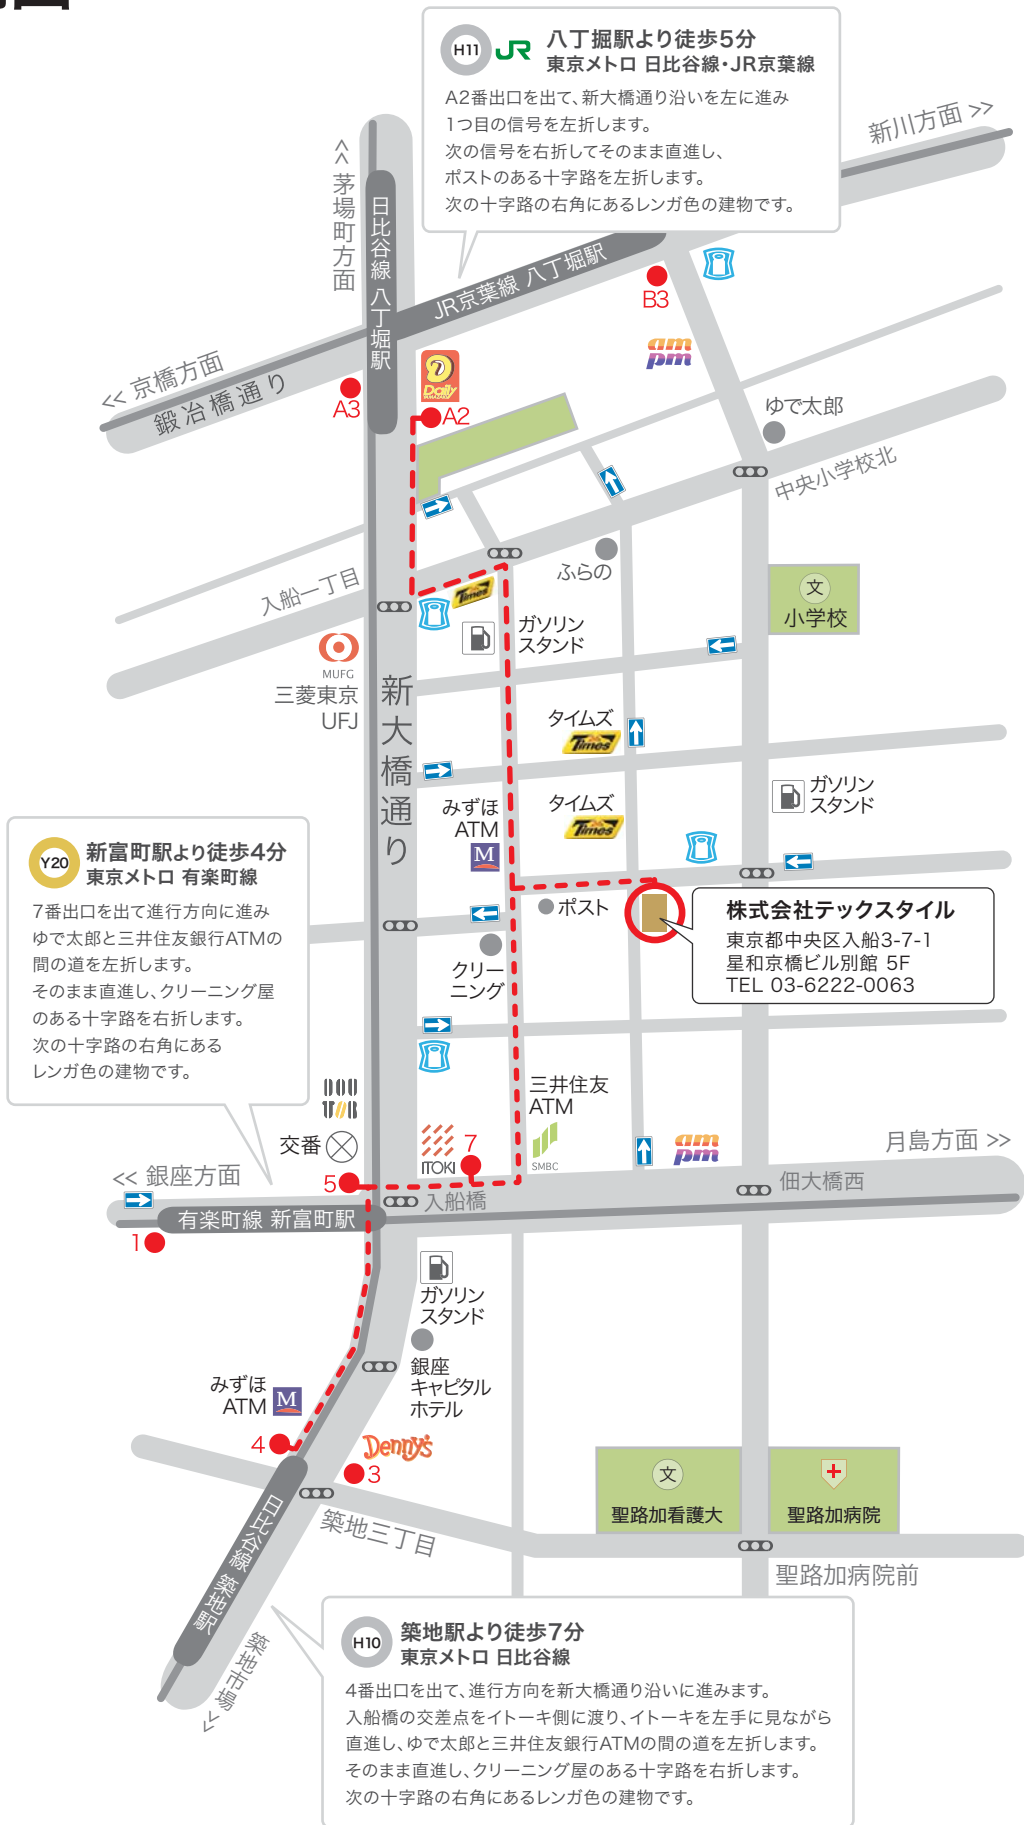 H11 JR 八丁堀駅より徒歩5分
東京メトロ 日比谷線・JR京葉線
A2番出口を出て、新大橋通り沿いを左に進み
1つ目の信号を左折します。
次の信号を右折してそのまま直進し、
ポストのある十字路を左折します。
次の十字路の右角にあるレンガ色の建物です。
新川方面 >>
<< 茅場町方面
日比谷線 八丁堀駅
JR京葉線 八丁堀駅
B3
am
pm
<< 京橋方面
鍛冶橋通り
A3
Daily
A2
ゆで太郎
中央小学校北
ふらの
入船一丁目
Times
文
小学校
ガソリン
スタンド
MUFG
三菱東京
UFJ
新大橋通り
タイムズ
Times
ガソリン
スタンド
みずほ
ATM
M
タイムズ
Times
Y20 新富町駅より徒歩4分
東京メトロ 有楽町線
7番出口を出て進行方向に進み
ゆで太郎と三井住友銀行ATMの
間の道を左折します。
そのまま直進し、クリーニング屋
のある十字路を右折します。
次の十字路の右角にある
レンガ色の建物です。
ポスト
株式会社テックスタイル
東京都中央区入船3-7-1
星和京橋ビル別館 5F
TEL 03-6222-0063
クリー
ニング
三井住友
ATM
SMBC
DOU
TOR
交番
ITOKI
7
am
pm
月島方面 >>
<< 銀座方面
5
入船橋
佃大橋西
有楽町線 新富町駅
1
ガソリン
スタンド
銀座
キャピタル
ホテル
みずほ
ATM
M
4
Denny's
3
築地三丁目
文
聖路加看護大
聖路加病院
聖路加病院前
日比谷線 築地駅
築地市場 >>
H10 築地駅より徒歩7分
東京メトロ 日比谷線
4番出口を出て、進行方向を新大橋通り沿いに進みます。
入船橋の交差点をイトーキ側に渡り、イトーキを左手に見ながら
直進し、ゆで太郎と三井住友銀行ATMの間の道を左折します。
そのまま直進し、クリーニング屋のある十字路を右折します。
次の十字路の右角にあるレンガ色の建物です。